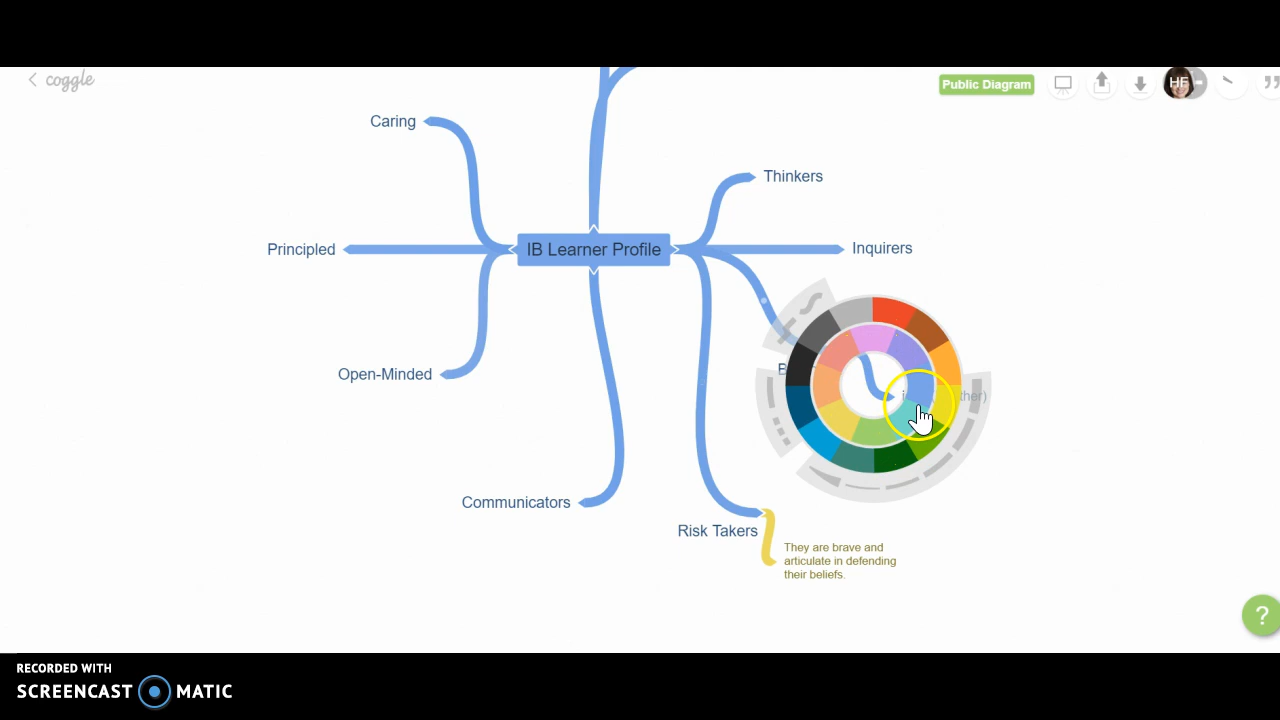 coggle
Public Diagram
HF
Caring
Thinkers
IB Learner Profile
Principled
Inquirers
Open-Minded
Communicators
Risk Takers
They are brave and
articulate in defending
their beliefs.
?
RECORDED WITH
SCREENCAST MATIC